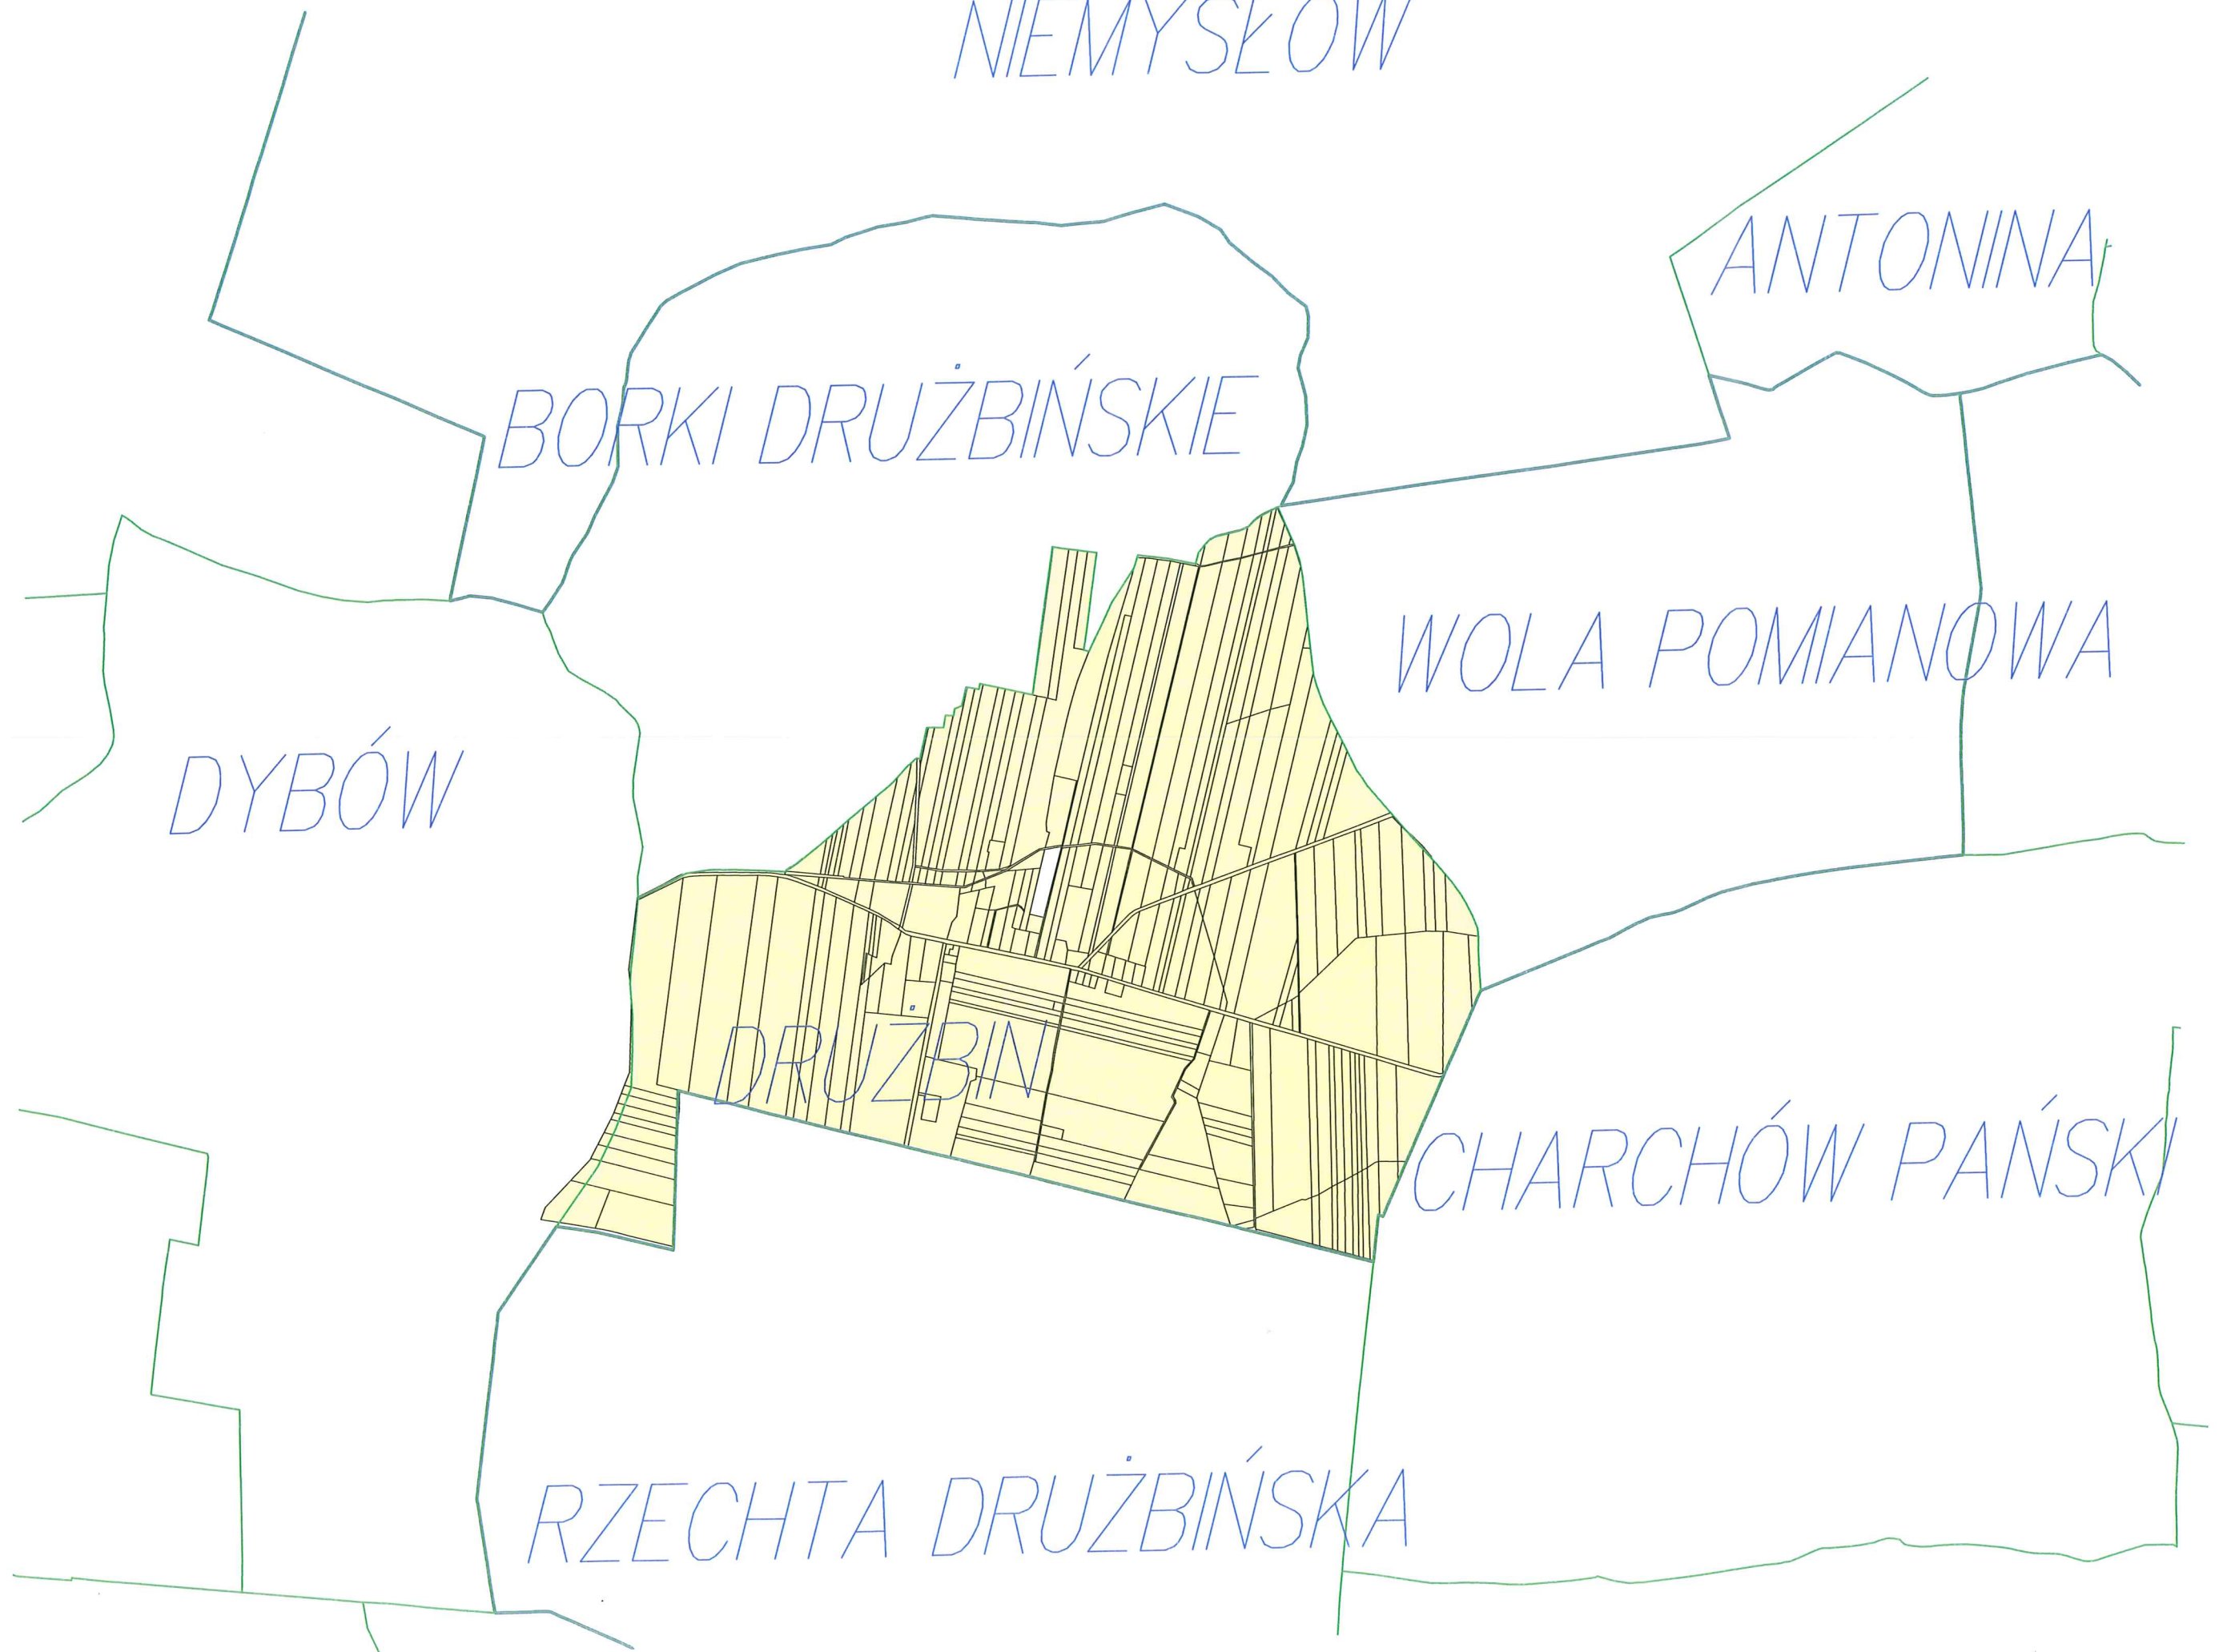 NIEMYSŁÓW
ANTONINA
BORKI DRUŻBIŃSKIE
WOLA POMIANOWA
DYBÓW
DRUŻBIN
CHARCHÓW PAŃSKI
RZECHTA DRUŻBIŃSKA